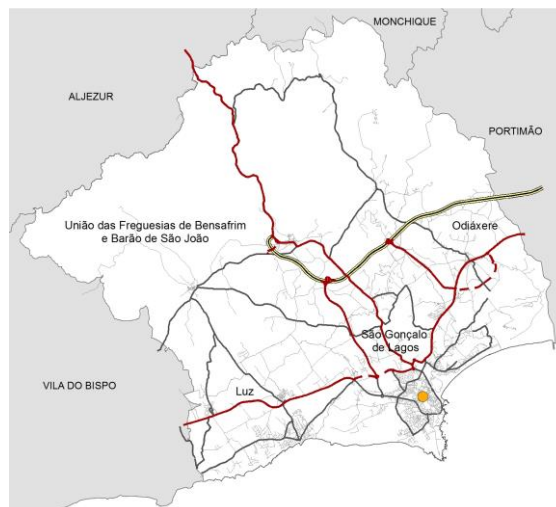 MONCHIQUE
ALJEZUR
PORTIMÃO
União das Freguesias de Bensafrim
e Barão de São João
Odiáxere
São Gonçalo
de Lagos
VILA DO BISPO
Luz